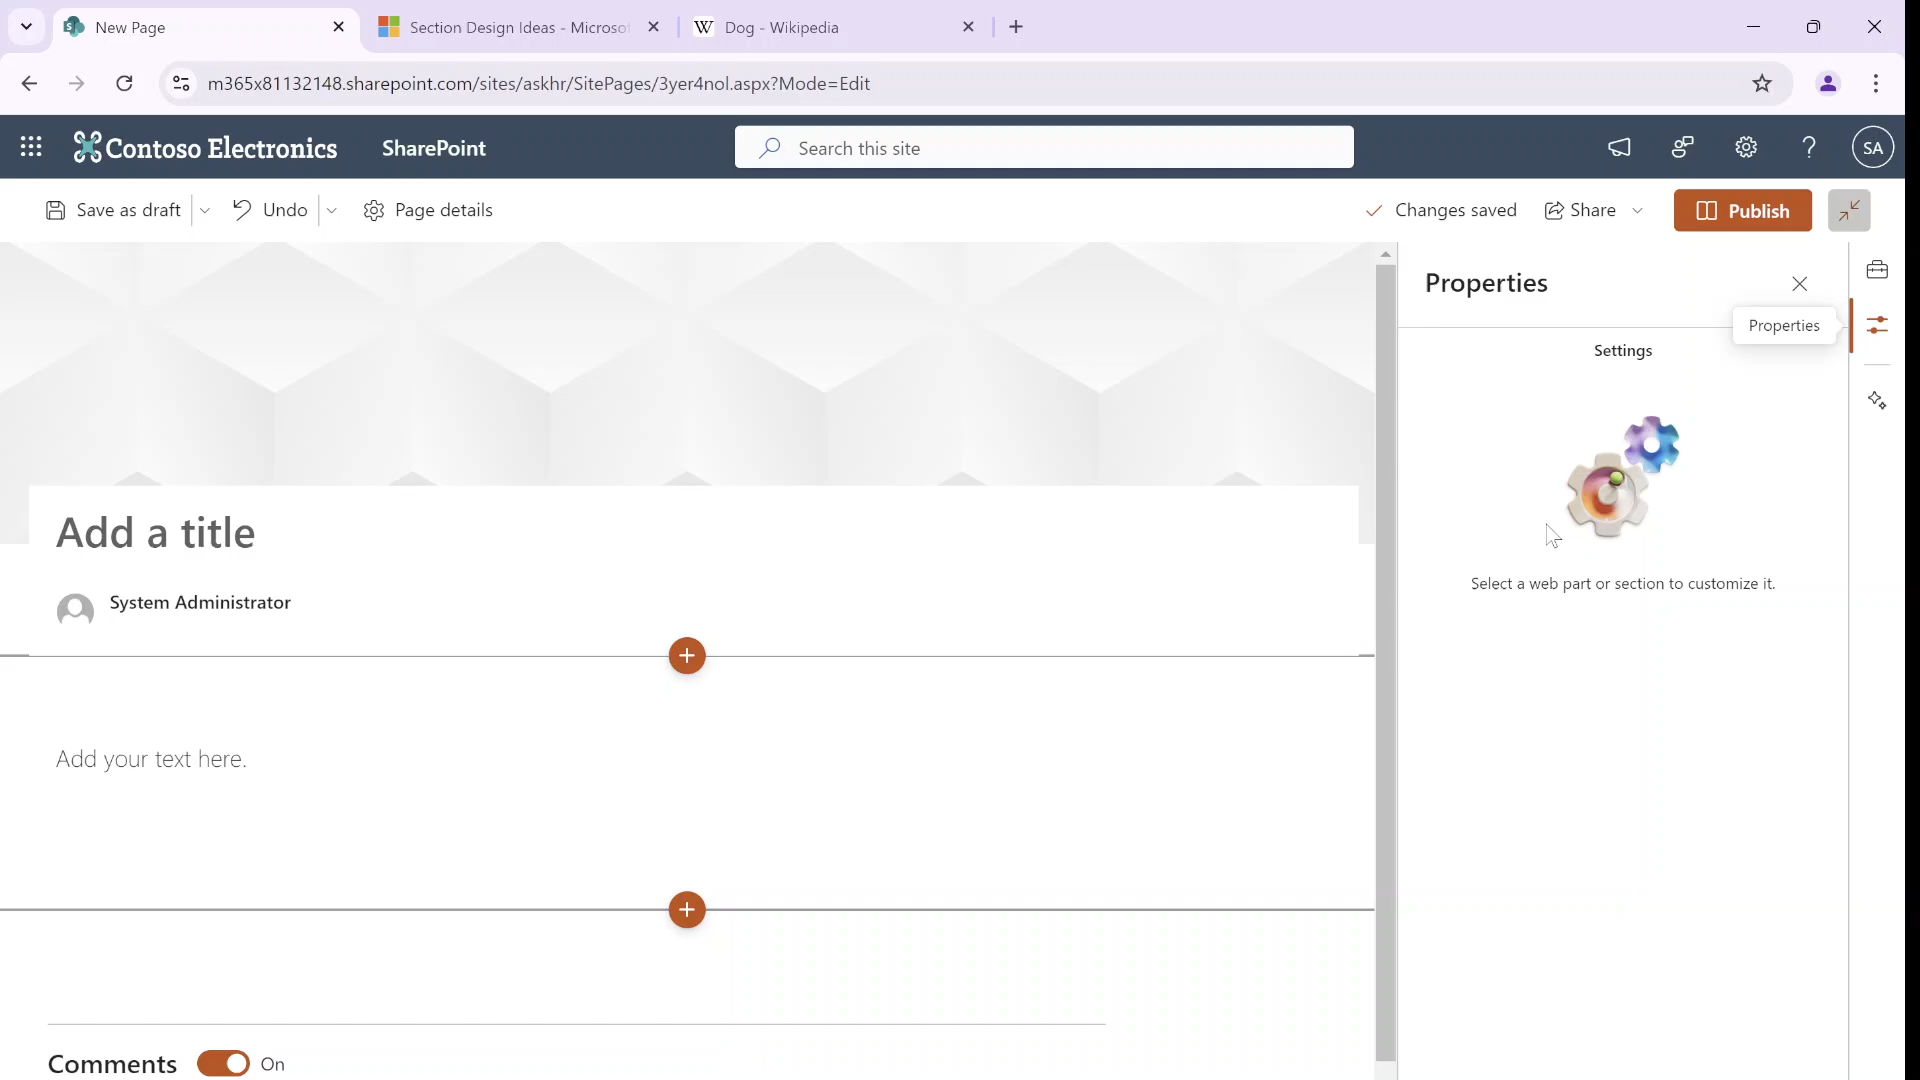 New Page
Section Design Ideas - Microsof
Dog - Wikipedia
m365x81132148.sharepoint.com/sites/askhr/SitePages/3yer4nol.aspx?Mode=Edit
Contoso Electronics
SharePoint
Search this site
SA
Save as draft
Undo
Page details
Changes saved
Share
Publish
Properties
Properties
Settings
Select a web part or section to customize it.
Add a title
System Administrator
Add your text here.
Comments
On